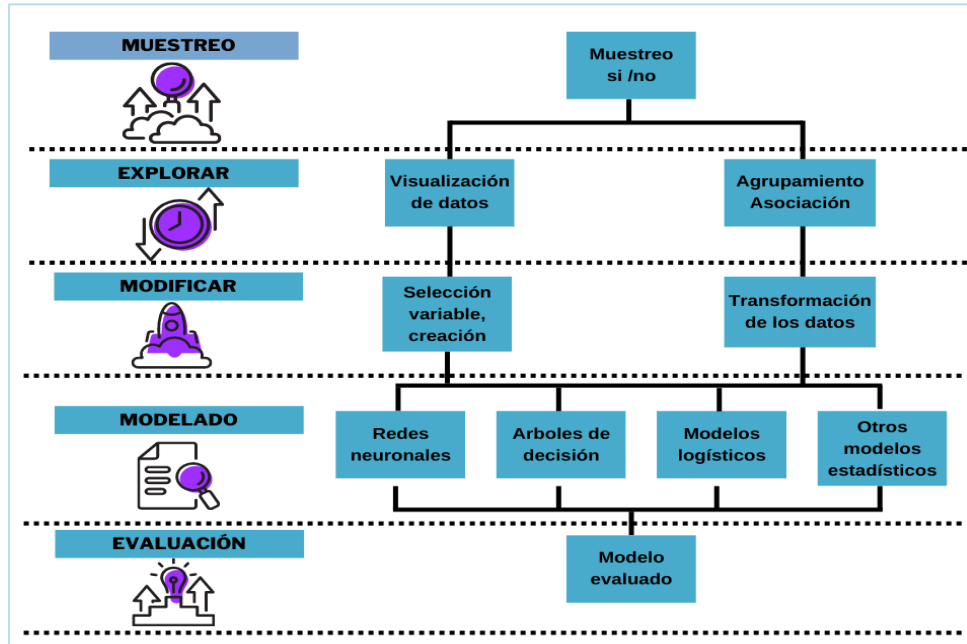 MUESTREO
Muestreo
si /no
EXPLORAR
Visualización
de datos
Agrupamiento
Asociación
MODIFICAR
Selección
variable,
creación
Transformación
de los datos
MODELADO
Redes
neuronales
Arboles de
decisión
Modelos
logísticos
Otros
modelos
estadísticos
EVALUACIÓN
Modelo
evaluado